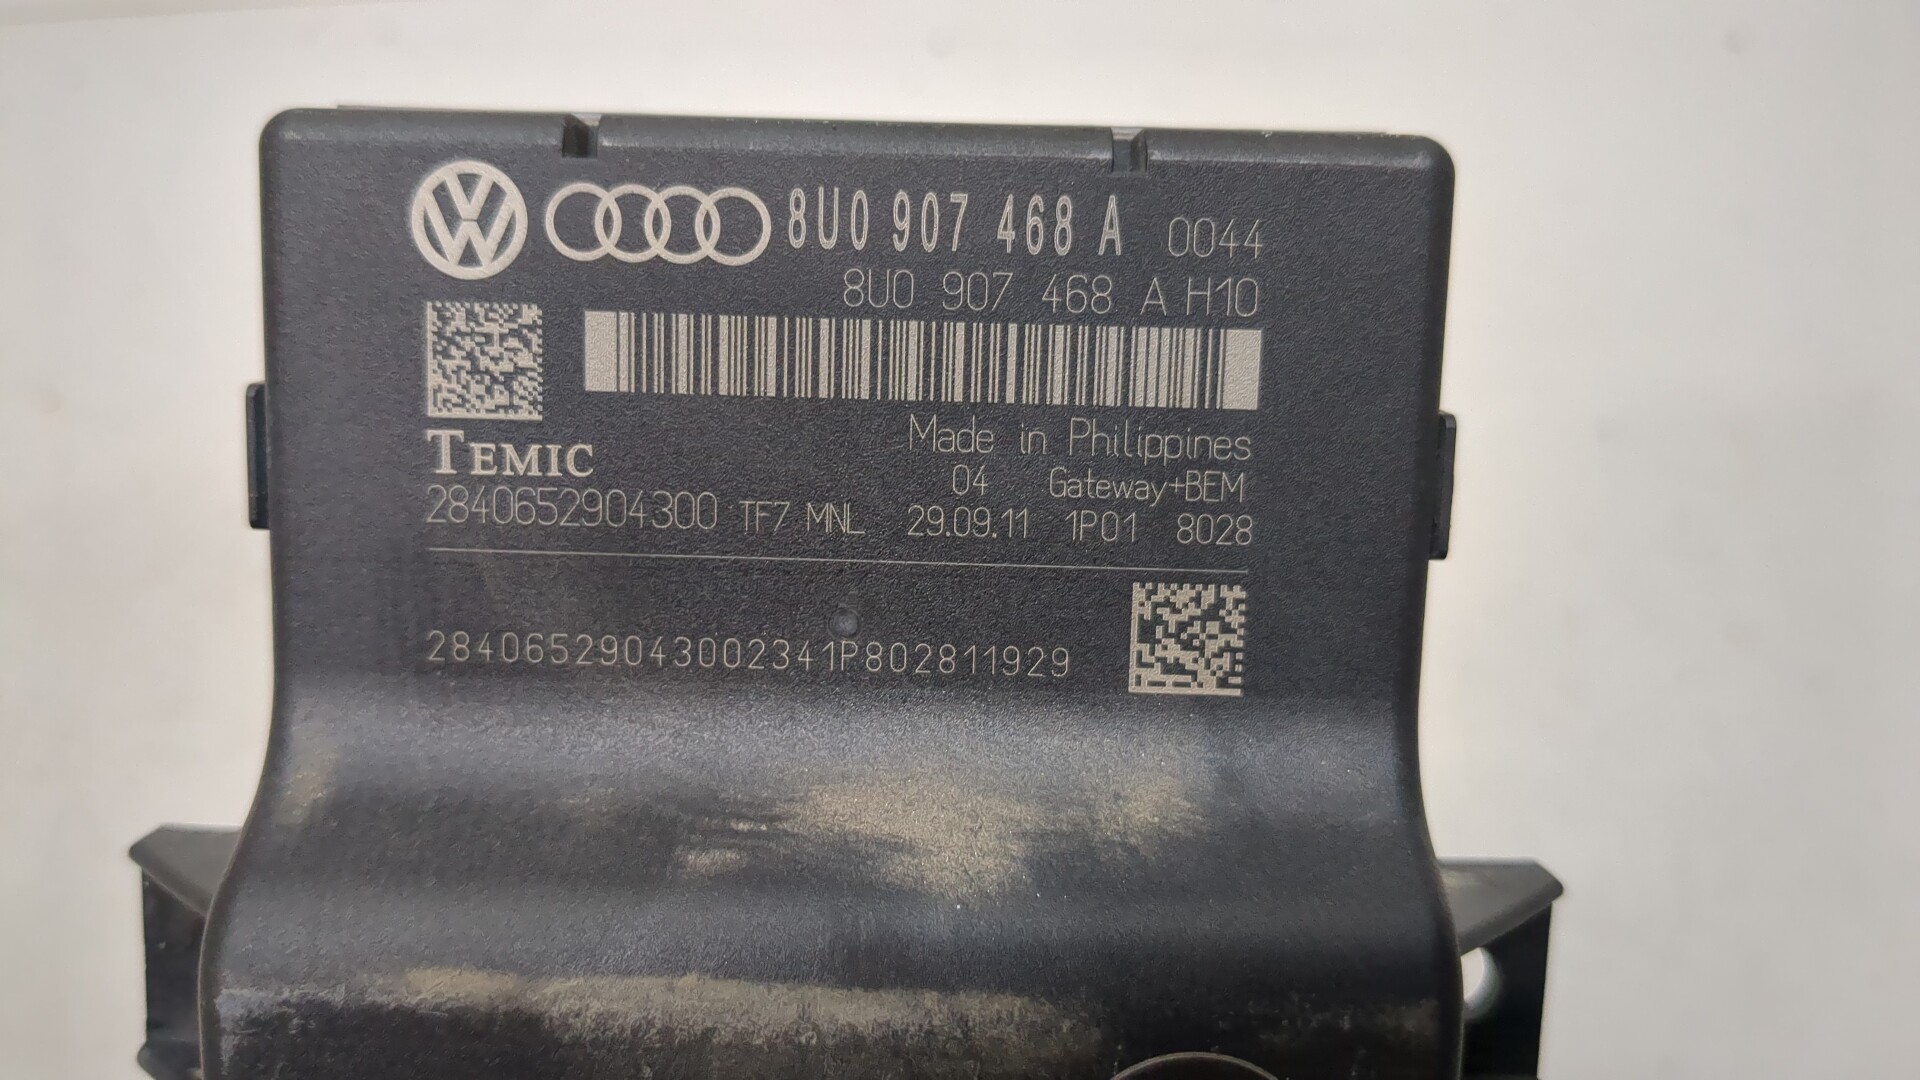 8U0 907 468 A 0044
8U0 907 468 A H10
TEMIC
Made in Philippines
04 Gateway+BEM
2840652904300 TF7 MNL 29.09.11 1P01 8028
28406529043002341P802811929